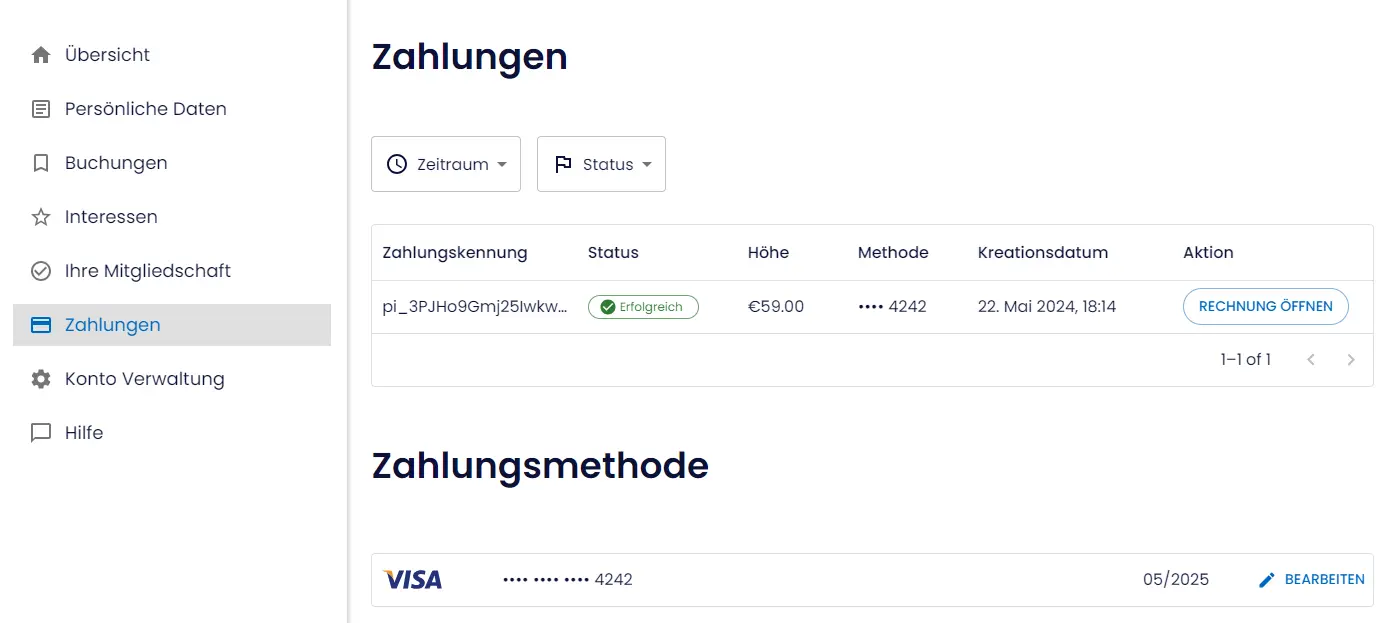 Übersicht
Persönliche Daten
Buchungen
Interessen
Ihre Mitgliedschaft
Zahlungen
Konto Verwaltung
Hilfe
Zahlungen
Zeitraum Status
Zahlungskennung Status Höhe Methode Kreationsdatum Aktion
pi_3PJHo9Gmj25Iwkw... Erfolgreich €59.00 •••• 4242 22. Mai 2024, 18:14 RECHNUNG ÖFFNEN
1–1 of 1
Zahlungsmethode
VISA •••• •••• •••• 4242 05/2025 BEARBEITEN